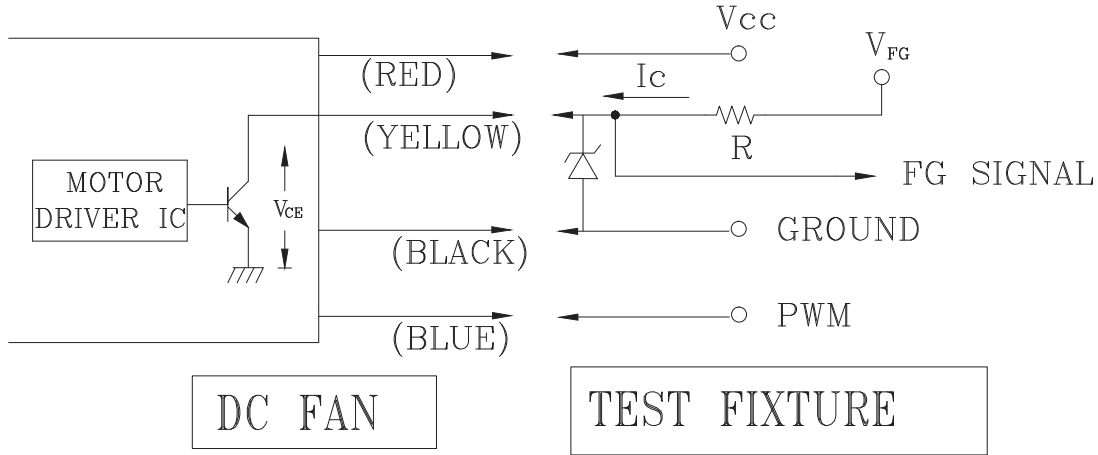 Vcc
VFG
(RED)
Ic
(YELLOW)
R
MOTOR
DRIVER IC
VCE
FG SIGNAL
(BLACK)
GROUND
(BLUE)
PWM
DC FAN
TEST FIXTURE